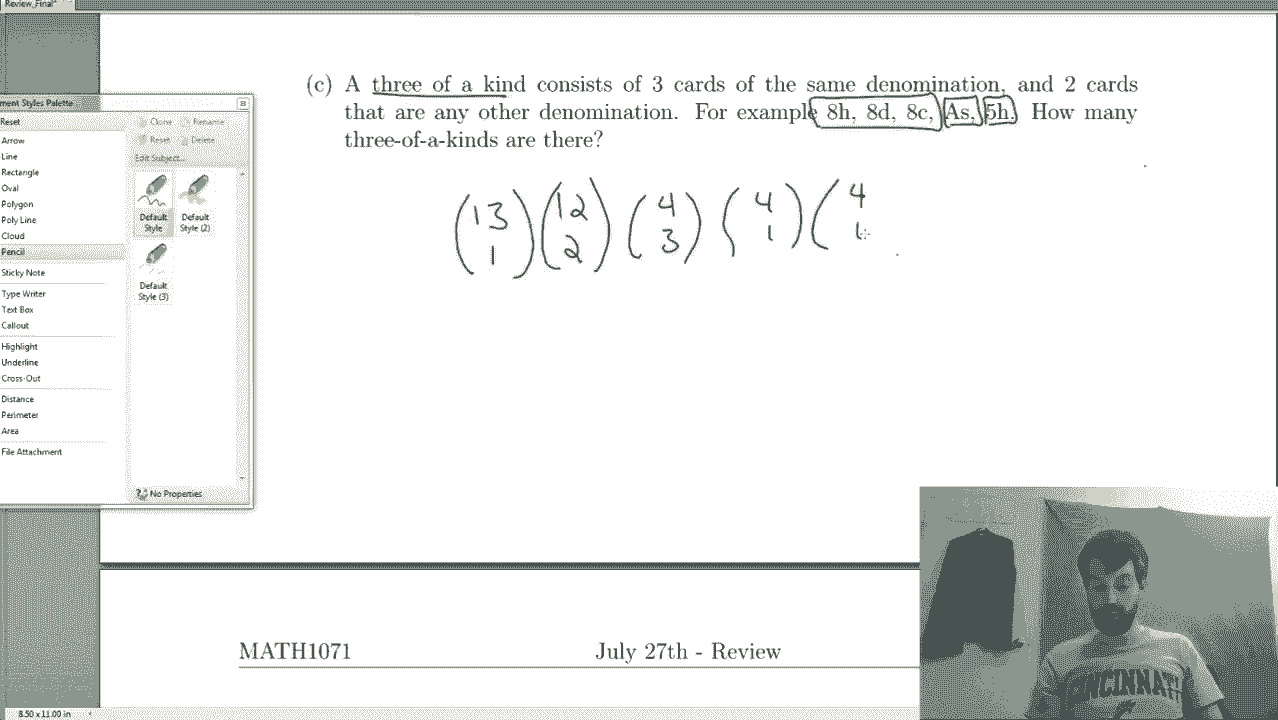 Review_Final*
ment Styles Palette
Reset
Arrow
Line
Rectangle
Oval
Polygon
Poly Line
Cloud
Pencil
Sticky Note
Type Writer
Text Box
Callout
Highlight
Underline
Cross-Out
Distance
Perimeter
Area
File Attachment
Clone Rename
Reset Delete
Edit Subject...
Default Style
Default Style (2)
Default Style (3)
No Properties
(c) A three of a kind consists of 3 cards of the same denomination, and 2 cards
that are any other denomination. For example 8h, 8d, 8c, As, 5h. How many
three-of-a-kinds are there?
(13 1) (12 2) (4 3) (4 1) (4 1
MATH1071 July 27th - Review
8.50 x 11.00 in
CINCINNATI